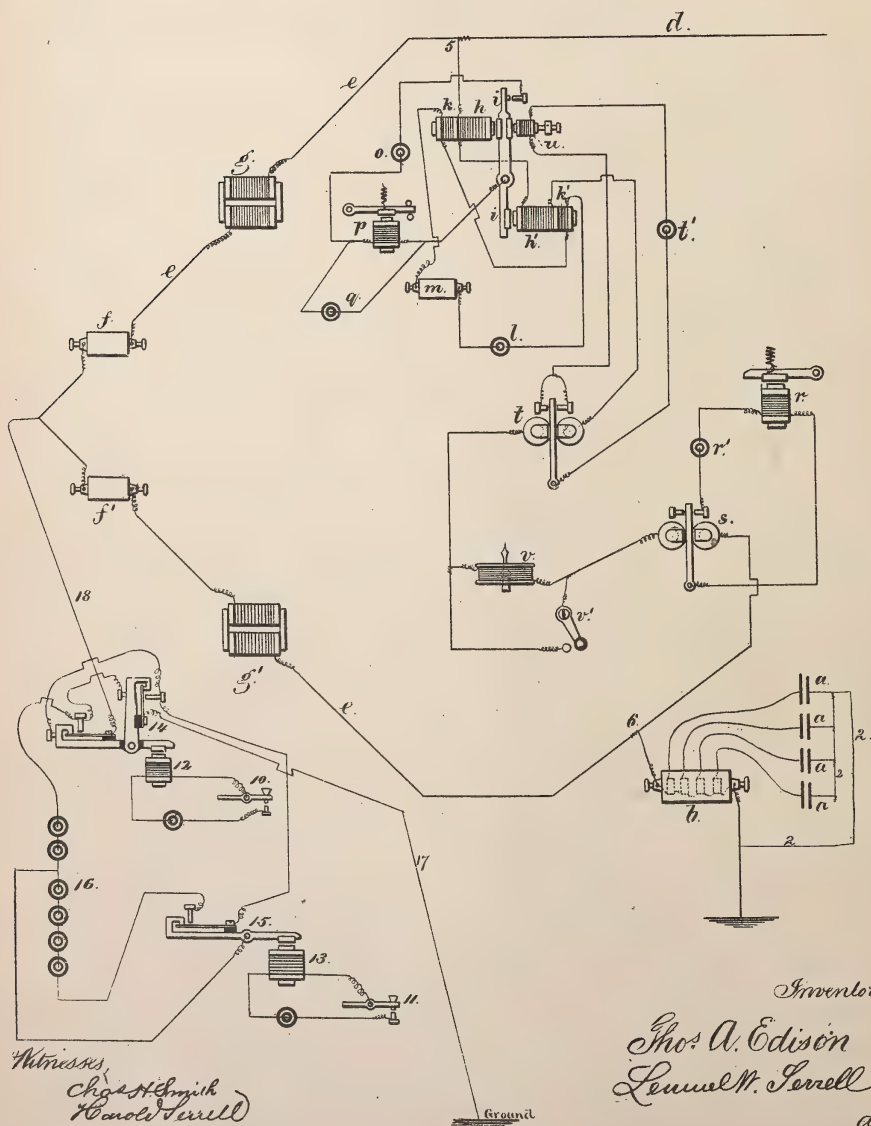 d.
5
e
i
k.
h
u.
g.
o.
p
i
k'
h'
t'.
e
q.
m.
l.
f.
t
r.
r'.
f'
s.
v.
v'.
18
g'.
e.
6.
a.
a
a
a
2.
2
b.
2
14
12
10.
17
16.
15.
13.
11.
Inventor
Thos A. Edison
Lemuel W. Serrell
Witnesses,
Chas H. Smith
Harold Serrell
Ground